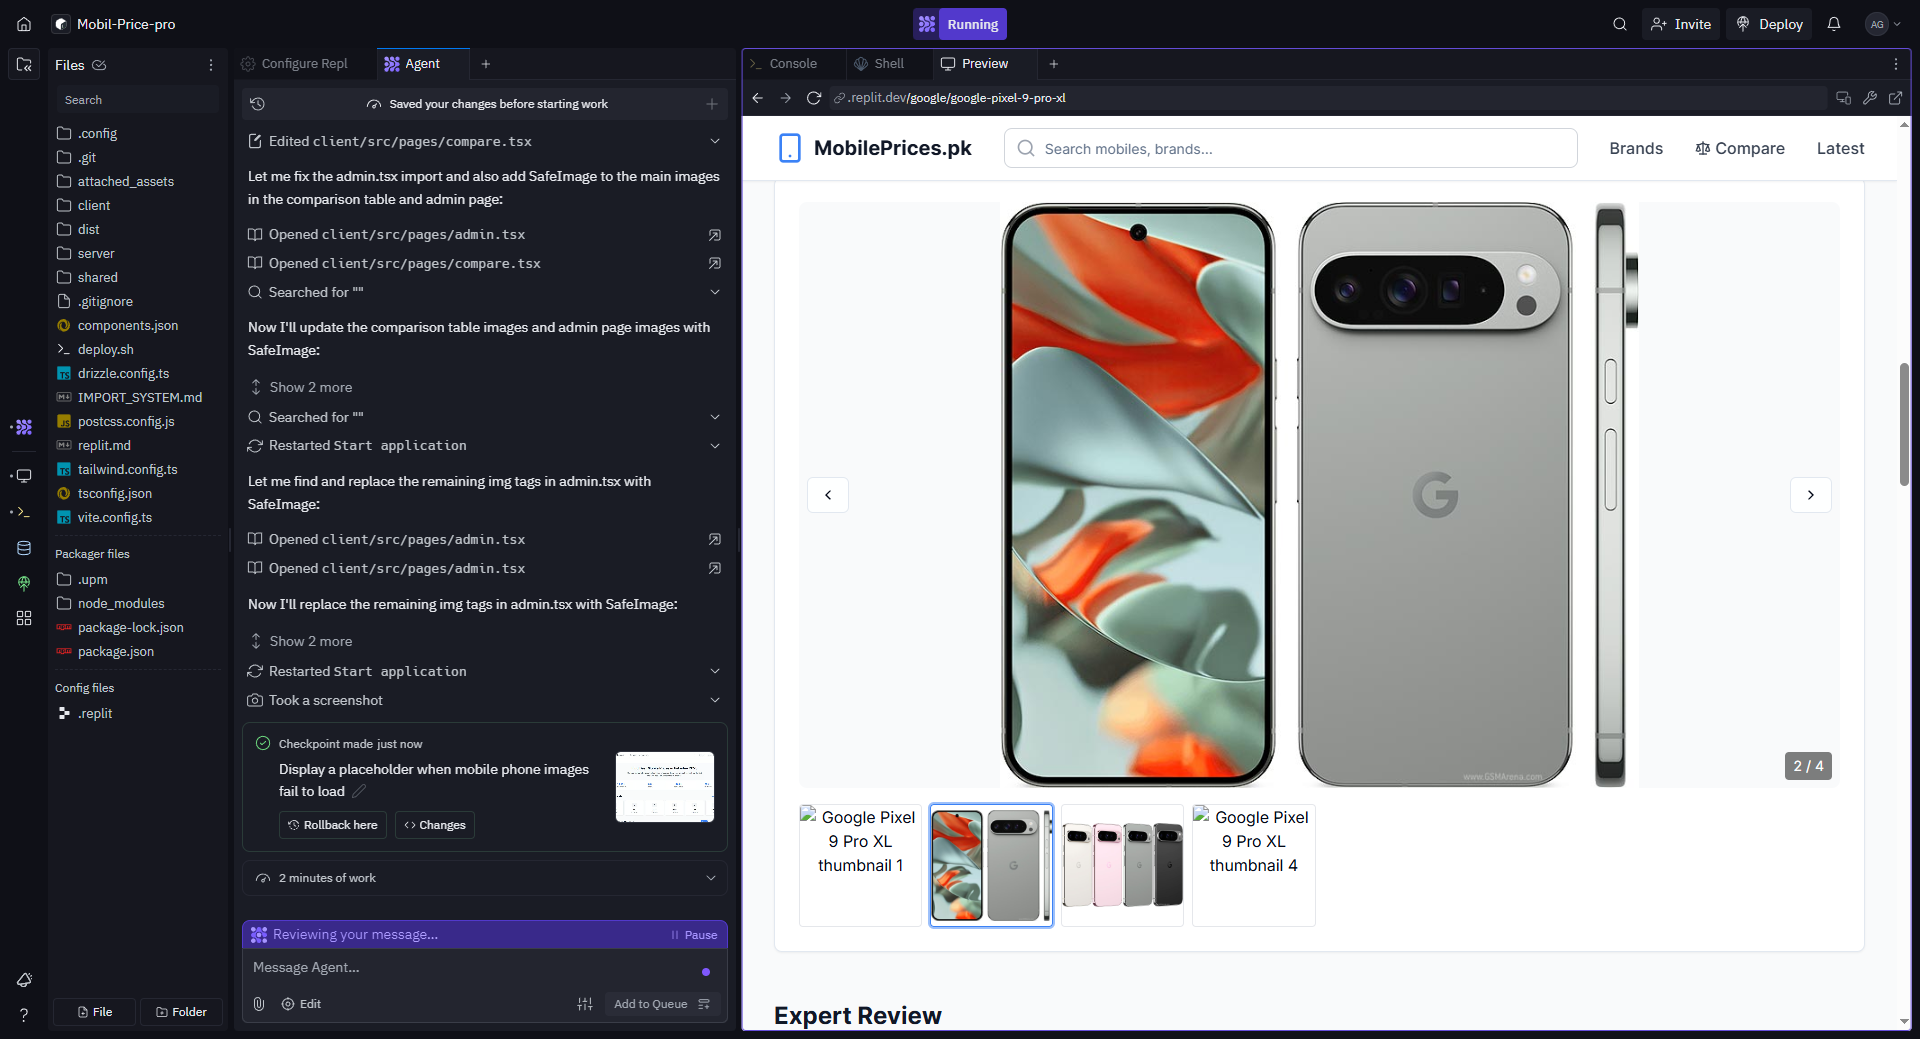 Mobil-Price-pro
Running
Invite
Deploy
AG
Files
Search
.config
.git
attached_assets
client
dist
server
shared
.gitignore
components.json
deploy.sh
drizzle.config.ts
IMPORT_SYSTEM.md
postcss.config.js
replit.md
tailwind.config.ts
tsconfig.json
vite.config.ts
Packager files
.upm
node_modules
package-lock.json
package.json
Config files
.replit
File
Folder
Configure Repl
Agent
Saved your changes before starting work
Edited client/src/pages/compare.tsx
Let me fix the admin.tsx import and also add SafeImage to the main images
in the comparison table and admin page:
Opened client/src/pages/admin.tsx
Opened client/src/pages/compare.tsx
Searched for ""
Now I'll update the comparison table images and admin page images with
SafeImage:
Show 2 more
Searched for ""
Restarted Start application
Let me find and replace the remaining img tags in admin.tsx with
SafeImage:
Opened client/src/pages/admin.tsx
Opened client/src/pages/admin.tsx
Now I'll replace the remaining img tags in admin.tsx with SafeImage:
Show 2 more
Restarted Start application
Took a screenshot
Checkpoint made just now
Display a placeholder when mobile phone images
fail to load
Rollback here
Changes
2 minutes of work
Reviewing your message...
Pause
Message Agent...
Edit
Add to Queue
Console
Shell
Preview
.replit.dev/google/google-pixel-9-pro-xl
MobilePrices.pk
Search mobiles, brands...
Brands
Compare
Latest
www.GSMArena.com
2 / 4
Google Pixel
9 Pro XL
thumbnail 1
Google Pixel
9 Pro XL
thumbnail 4
Expert Review